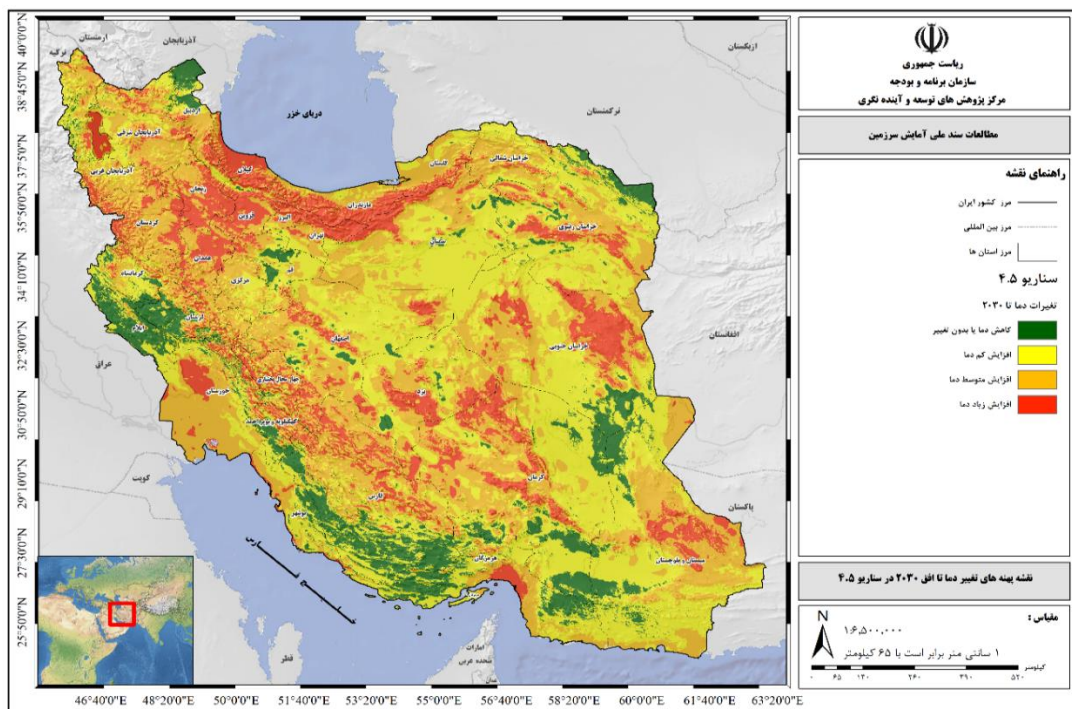 ریاست جمهوری
سازمان برنامه و بودجه
مرکز پژوهش های توسعه و آینده نگری
مطالعات سند ملی آمایش سرزمین
راهنمای نقشه
مرز کشور ایران
مرز بین المللی
مرز استان ها
سناریو ۴.۵
تغیرات دما تا ۲۰۳۰
کاهش دما یا بدون تغییر
افزایش کم دما
افزایش متوسط دما
افزایش زیاد دما
نقشه پهنه های تغییر دما تا افق ۲۰۳۰ در سناریو ۴.۵
مقیاس :
N
۱:۶,۵۰۰,۰۰۰
۱ سانتی متر برابر است با ۶۵ کیلومتر
کیلومتر
۰ ۶۵ ۱۳۰ ۲۶۰ ۳۹۰ ۵۲۰
ارمنستان
ترکیه
آذربایجان
ازبکستان
ترکمنستان
افغانستان
پاکستان
عراق
کویت
قطر
امارات
متحده عربی
دریای خزر
اردبیل
آذربایجان شرقی
آذربایجان غربی
گیلان
زنجان
کردستان
قزوین
البرز
تهران
مازندران
گلستان
خراسان شمالی
خراسان رضوی
سمنان
همدان
کرمانشاه
مرکزی
قم
لرستان
ایلام
اصفهان
خراسان جنوبی
یزد
خوزستان
چهارمحال بختیاری
کهگیلویه و بویر احمد
فارس
کرمان
بوشهر
هرمزگان
سیستان و بلوچستان
40°0'0"N
38°45'0"N
37°5'0"N
35°50'0"N
34°10'0"N
32°30'0"N
30°50'0"N
29°10'0"N
27°30'0"N
25°50'0"N
46°40'0"E 48°20'0"E 50°0'0"E 51°40'0"E 53°20'0"E 55°0'0"E 56°40'0"E 58°20'0"E 60°0'0"E 61°40'0"E 63°20'0"E